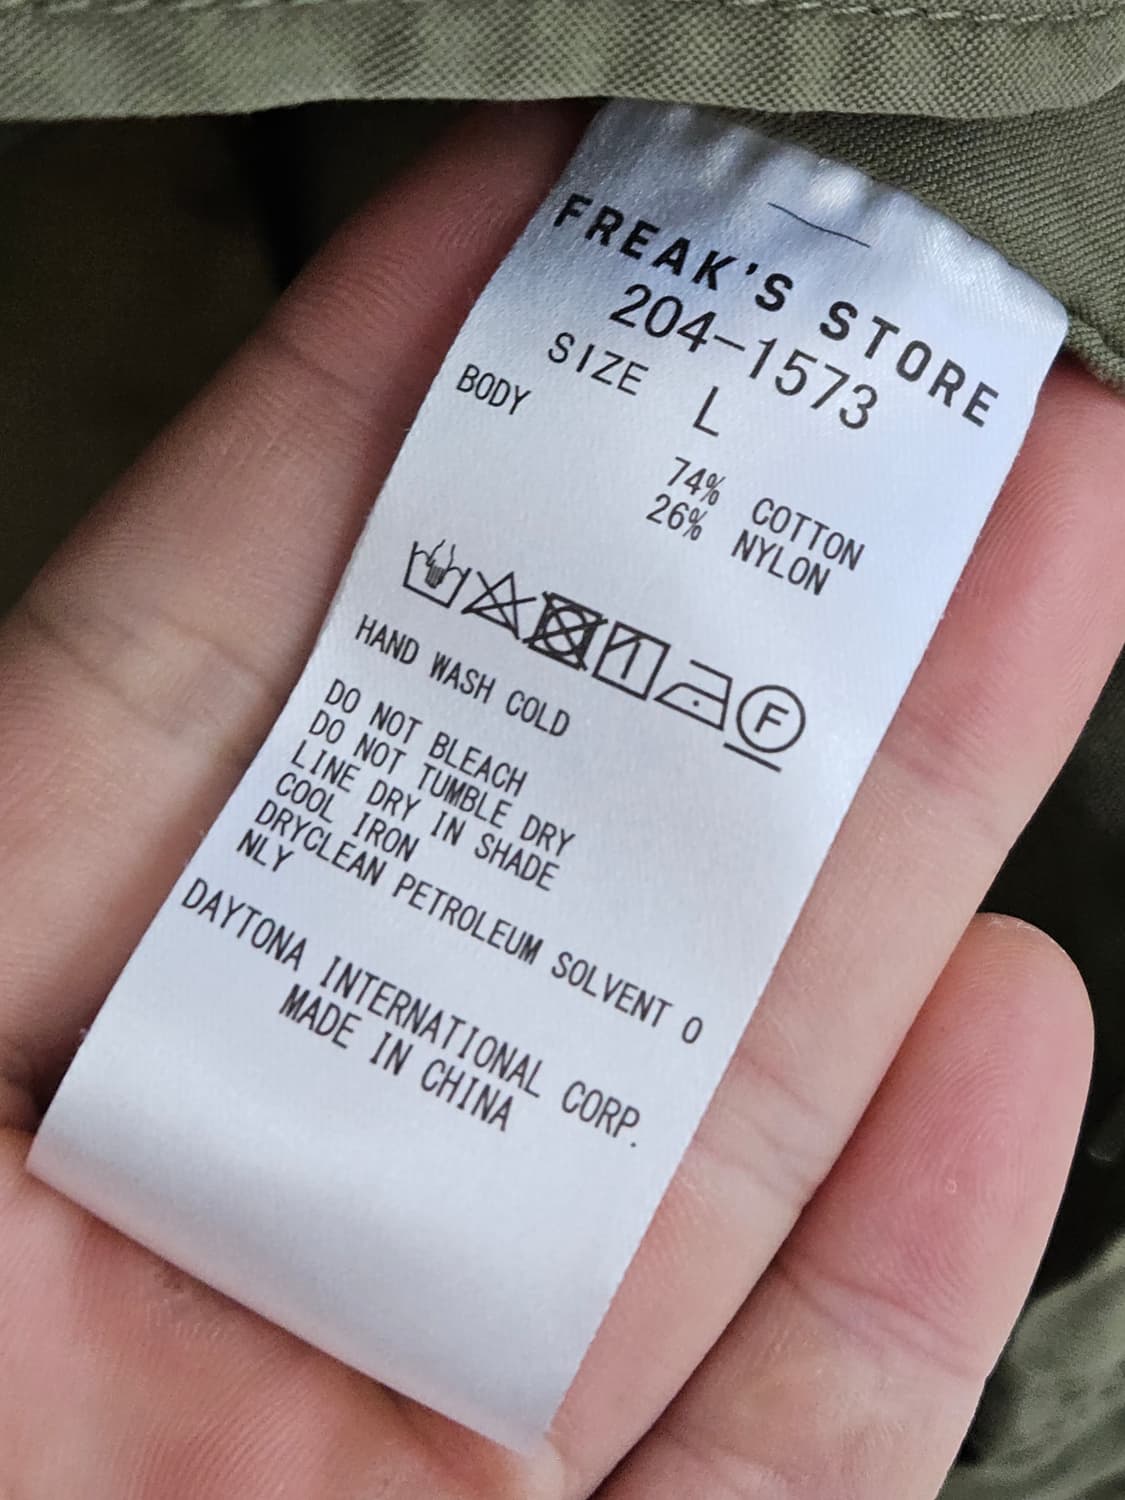 FREAK'S STORE
204-1573
SIZE L
BODY
74% COTTON
26% NYLON
F
HAND WASH COLD
DO NOT BLEACH
DO NOT TUMBLE DRY
LINE DRY IN SHADE
COOL IRON
DRYCLEAN PETROLEUM SOLVENT O
NLY
DAYTONA INTERNATIONAL CORP.
MADE IN CHINA